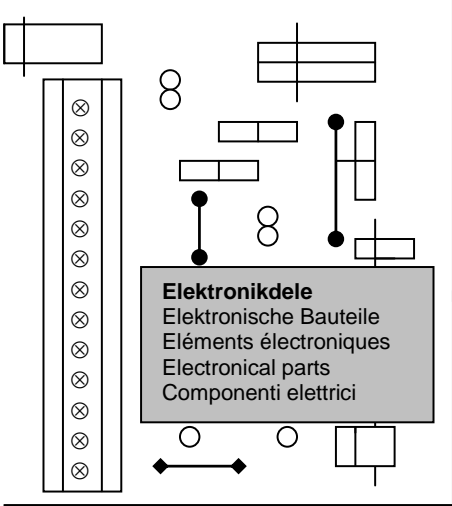 Elektronikdele
Elektronische Bauteile
Eléments électroniques
Electronical parts
Componenti elettrici